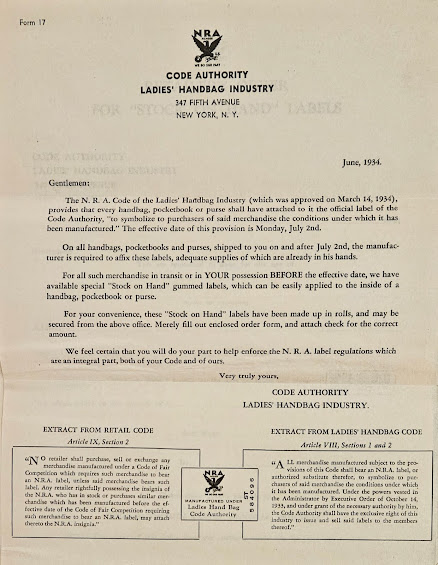 Form 17
NRA
CODE AUTHORITY
LADIES' HANDBAG INDUSTRY
347 FIFTH AVENUE
NEW YORK, N. Y.
June, 1934.
Gentlemen:
The N. R. A. Code of the Ladies' Handbag Industry (which was approved on March 14, 1934),
provides that every handbag, pocketbook or purse shall have attached to it the official label of the
Code Authority, "to symbolize to purchasers of said merchandise the conditions under which it has
been manufactured." The effective date of this provision is Monday, July 2nd.
On all handbags, pocketbooks and purses, shipped to you on and after July 2nd, the manufac-
turer is required to affix these labels, adequate supplies of which are already in his hands.
For all such merchandise in transit or in YOUR possession BEFORE the effective date, we have
available special "Stock on Hand" gummed labels, which can be easily applied to the inside of a
handbag, pocketbook or purse.
For your convenience, these "Stock on Hand" labels have been made up in rolls, and may
be secured from the above office. Merely fill out enclosed order form, and attach check for the correct
amount.
We feel certain that you will do your part to help enforce the N. R. A. label regulations which
are an integral part, both of your Code and of ours.
Very truly yours,
CODE AUTHORITY
LADIES' HANDBAG INDUSTRY.
EXTRACT FROM RETAIL CODE
Article IX, Section 2
"NO retailer shall purchase, sell or exchange any
merchandise manufactured under a Code of Fair
Competition which requires such merchandise to bear
an N.R.A. label, unless said merchandise bears such
label. Any retailer rightfully possessing the insignia of
the N.R.A. who has in stock or purchases similar mer-
chandise which has been manufactured before the ef-
fective date of the Code of Fair Competition requiring
such merchandise to bear an N.R.A. label, may attach
thereto the N.R.A. insignia."
NRA
MANUFACTURED UNDER
Ladies Hand Bag
Code Authority
ST
564096
EXTRACT FROM LADIES' HANDBAG CODE
Article VIII, Sections 1 and 2
"ALL merchandise manufactured subject to the pro-
visions of this Code shall bear an N.R.A. label, or
authorized substitute therefor, to symbolize to pur-
chasers of said merchandise the conditions under which
it has been manufactured. Under the powers vested in
the Administrator by Executive Order of October 14,
1933, and under grant of the necessary authority by him,
the Code Authority shall have the exclusive right of this
industry to issue and sell said labels to the members
thereof."